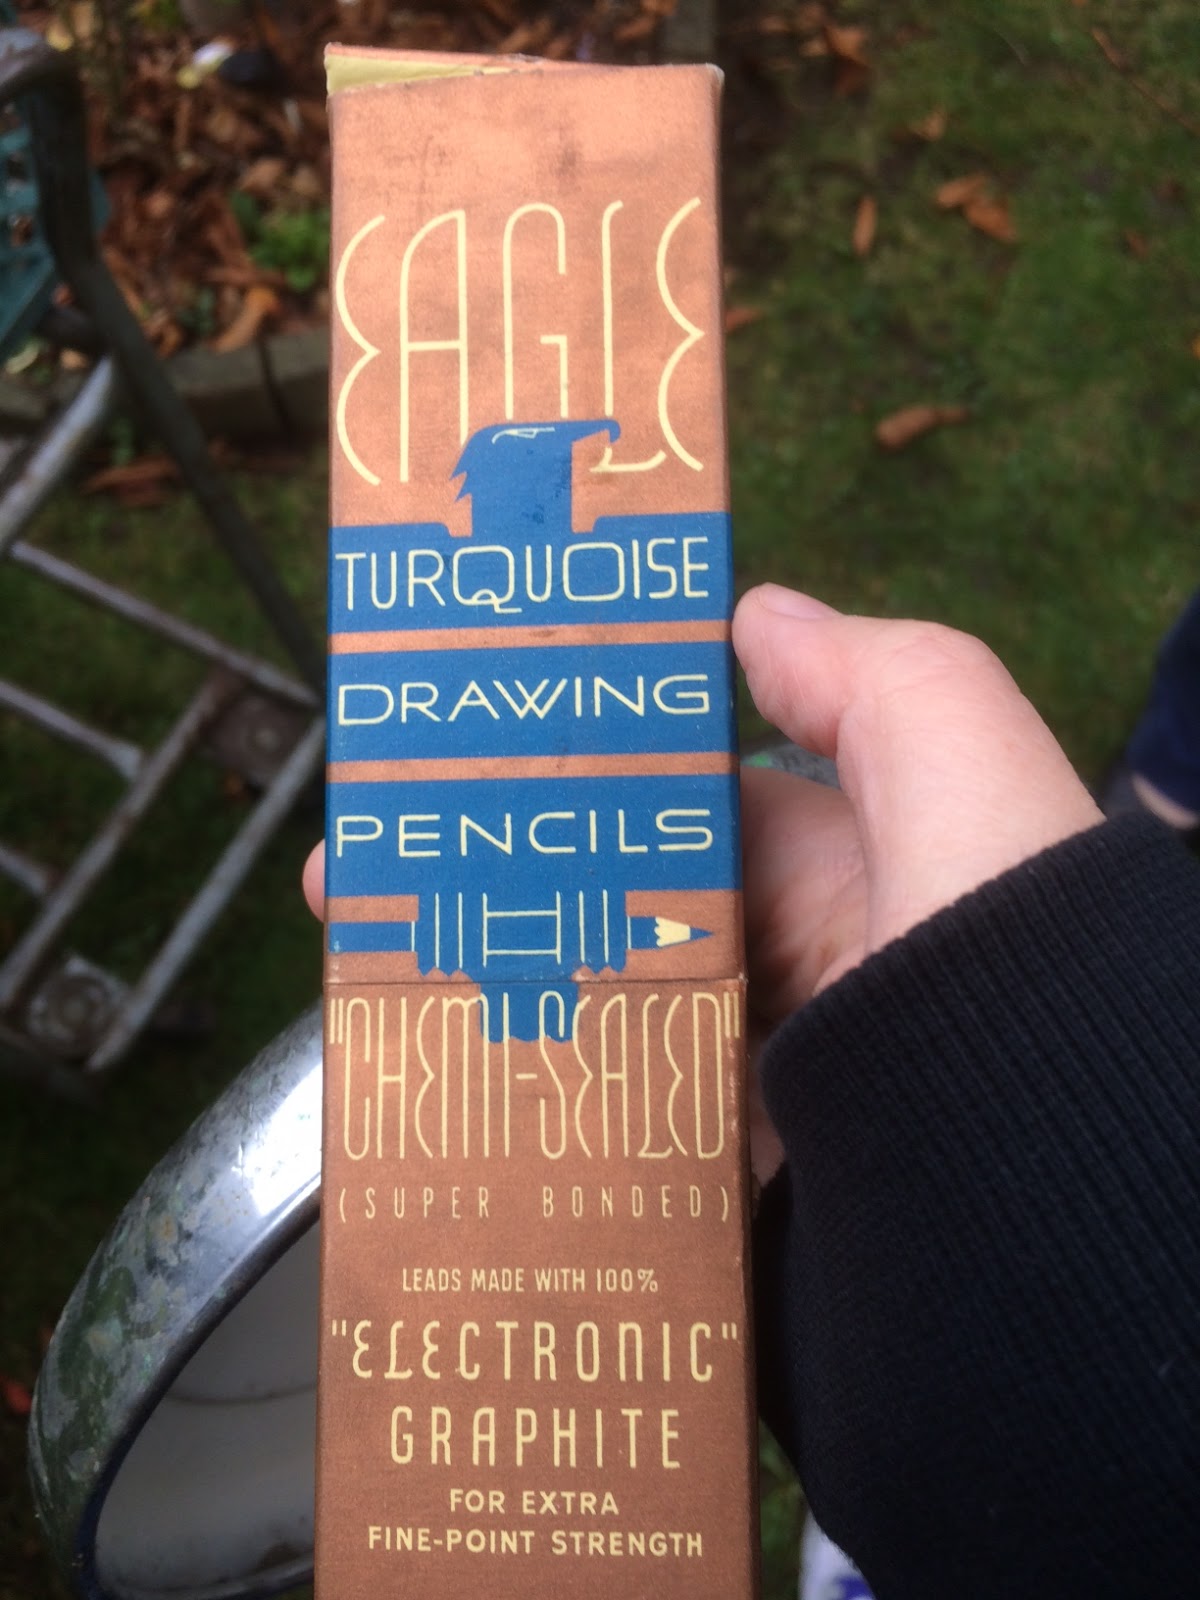 EAGLE
TURQUOISE
DRAWING
PENCILS
"CHEMI-SEALED"
(SUPER BONDED)
LEADS MADE WITH 100%
"ELECTRONIC"
GRAPHITE
FOR EXTRA
FINE-POINT STRENGTH